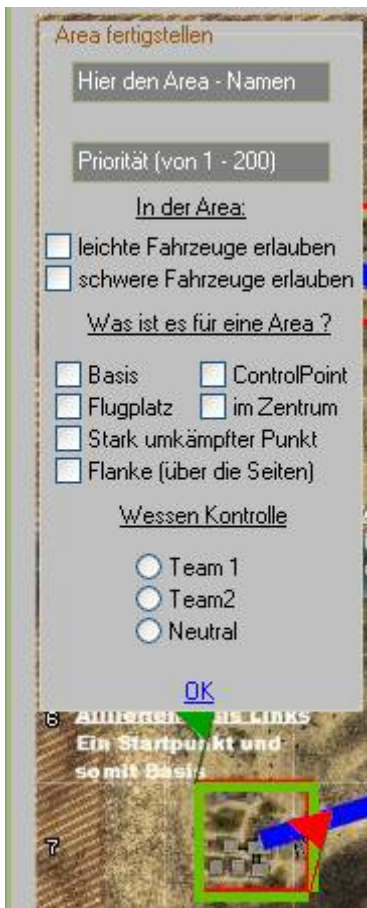 Area fertigstellen
Hier den Area - Namen
Priorität (von 1 - 200)
In der Area:
leichte Fahrzeuge erlauben
schwere Fahrzeuge erlauben
Was ist es für eine Area ?
Basis ControlPoint
Flugplatz im Zentrum
Stark umkämpfter Punkt
Flanke (über die Seiten)
Wessen Kontrolle
Team 1
Team2
Neutral
OK
6 Links
Ein Startpunkt und
somit Basis
7